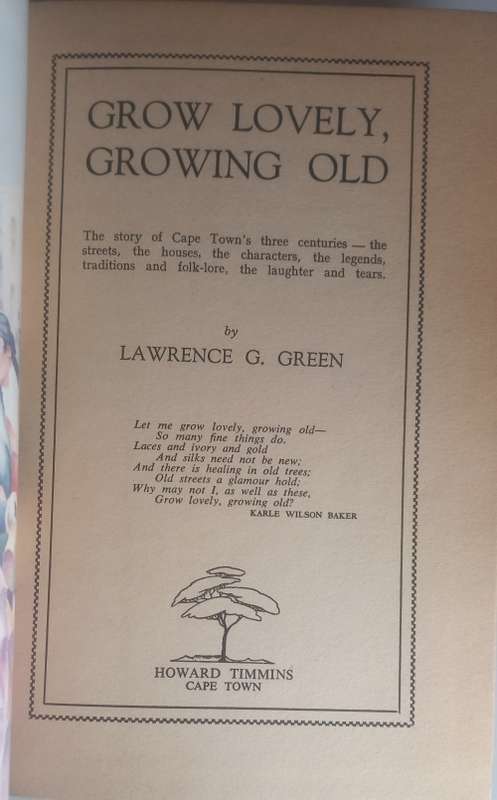 GROW LOVELY,
GROWING OLD
The story of Cape Town's three centuries — the
streets, the houses, the characters, the legends,
traditions and folk-lore, the laughter and tears.
by
LAWRENCE G. GREEN
Let me grow lovely, growing old—
So many fine things do.
Laces and ivory and gold
And silks need not be new;
And there is healing in old trees;
Old streets a glamour hold;
Why may not I, as well as these,
Grow lovely, growing old?
KARLE WILSON BAKER
HOWARD TIMMINS
CAPE TOWN